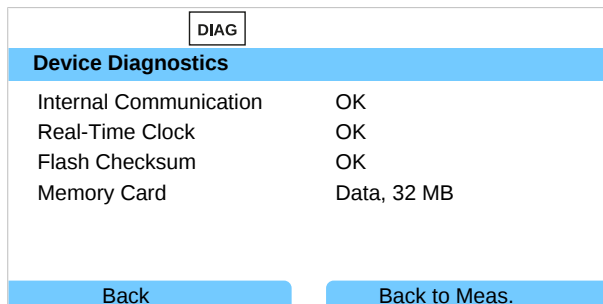 DIAG
Device Diagnostics
Internal Communication OK
Real-Time Clock OK
Flash Checksum OK
Memory Card Data, 32 MB
Back Back to Meas.